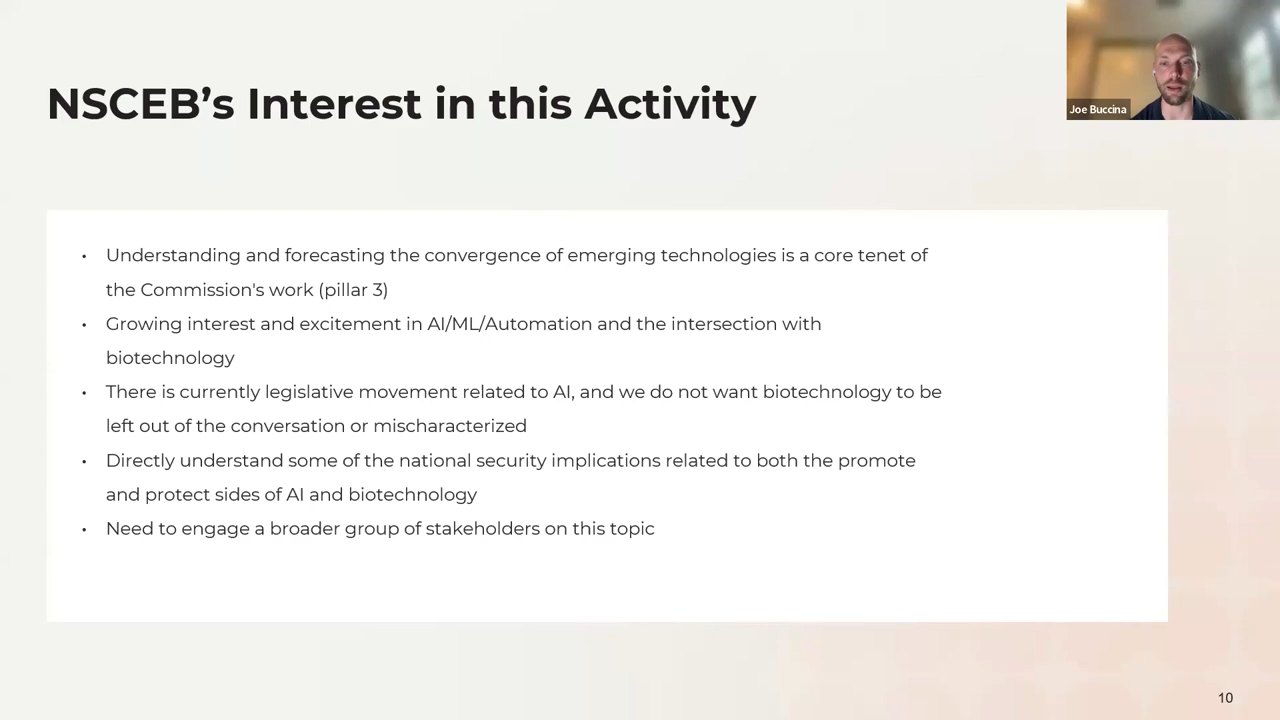 NSCEB’s Interest in this Activity
Joe Buccina
• Understanding and forecasting the convergence of emerging technologies is a core tenet of
the Commission's work (pillar 3)
• Growing interest and excitement in AI/ML/Automation and the intersection with
biotechnology
• There is currently legislative movement related to AI, and we do not want biotechnology to be
left out of the conversation or mischaracterized
• Directly understand some of the national security implications related to both the promote
and protect sides of AI and biotechnology
• Need to engage a broader group of stakeholders on this topic
10